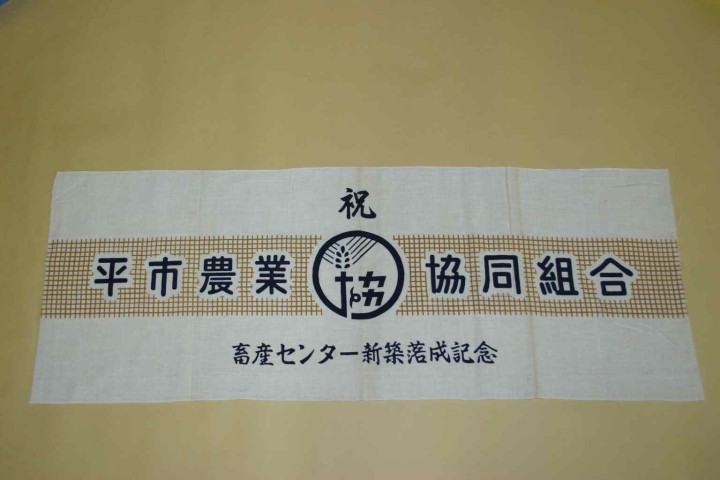 祝
平市農業 協 協同組合
畜産センター新築落成記念